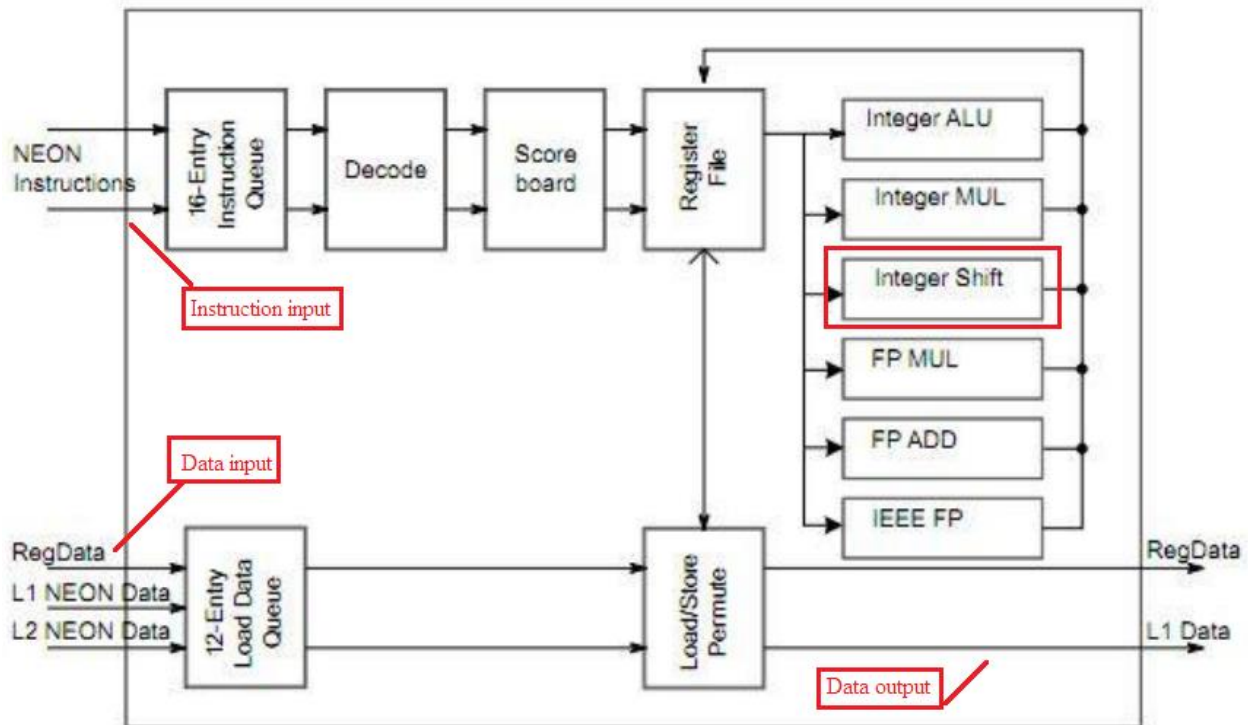 NEON
Instructions
16-Entry
Instruction
Queue
Decode
Score
board
Register
File
Integer ALU
Integer MUL
Integer Shift
FP MUL
FP ADD
IEEE FP
Instruction input
Data input
RegData
L1 NEON Data
L2 NEON Data
12-Entry
Load Data
Queue
Load/Store
Permute
RegData
L1 Data
Data output